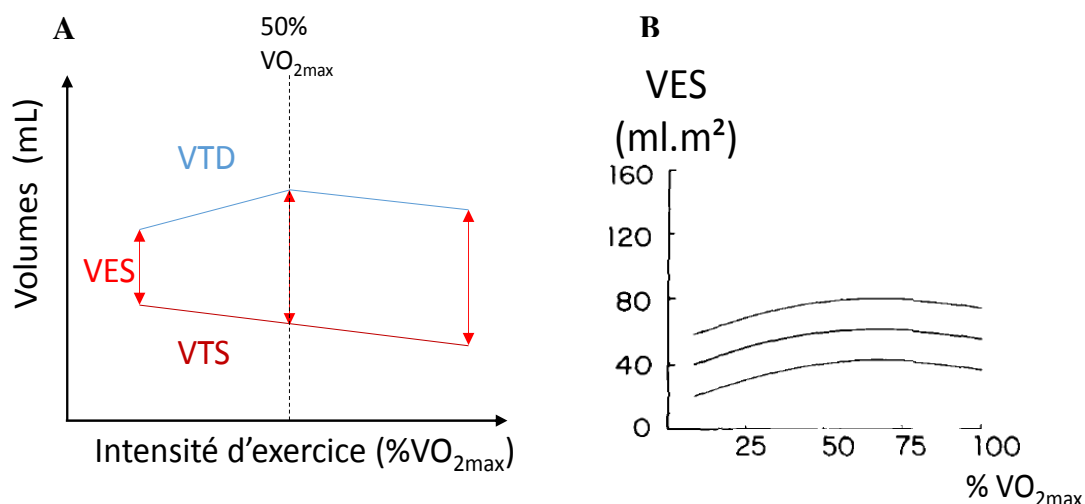 A
50%
VO2max
Volumes (mL)
VTD
VES
VTS
Intensité d’exercice (%VO2max)
B
VES
(ml.m²)
160
120
80
40
0
25
50
75
100
% VO2max